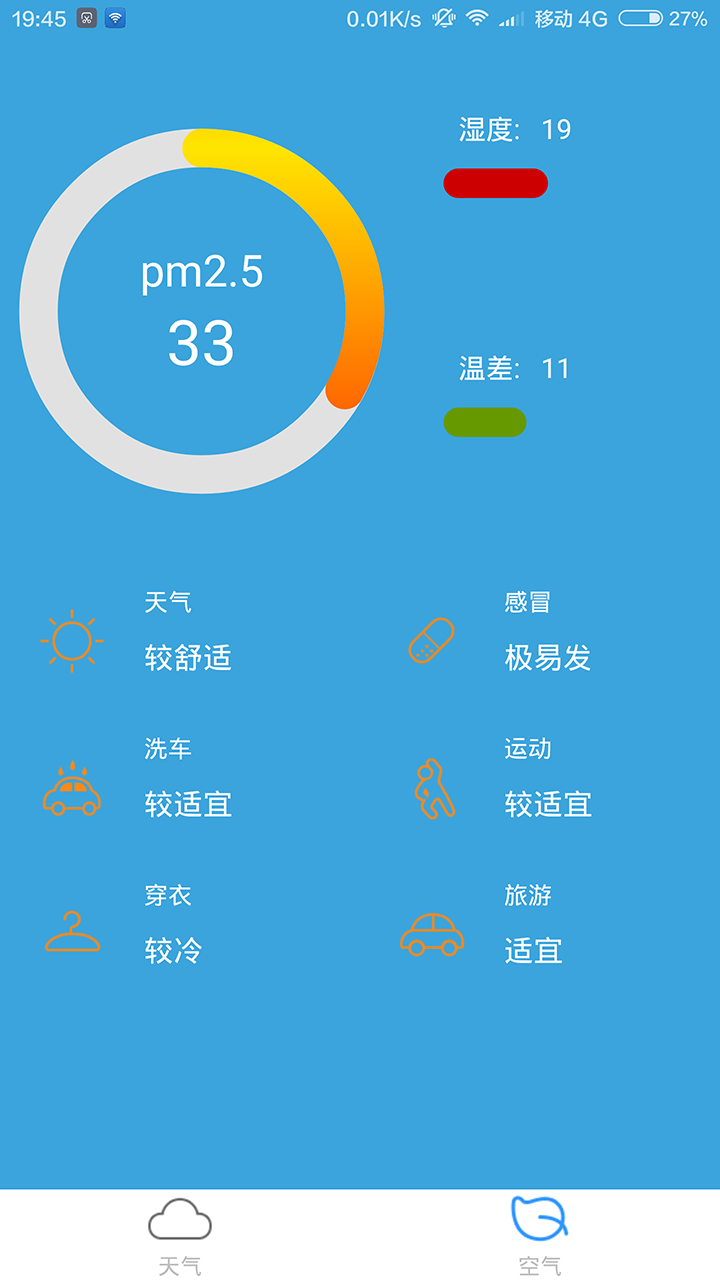 19:45 0.01K/s 移动 4G 27%
湿度: 19
pm2.5
33
温差: 11
天气 感冒
较舒适 极易发
洗车 运动
较适宜 较适宜
穿衣 旅游
较冷 适宜
天气 空气